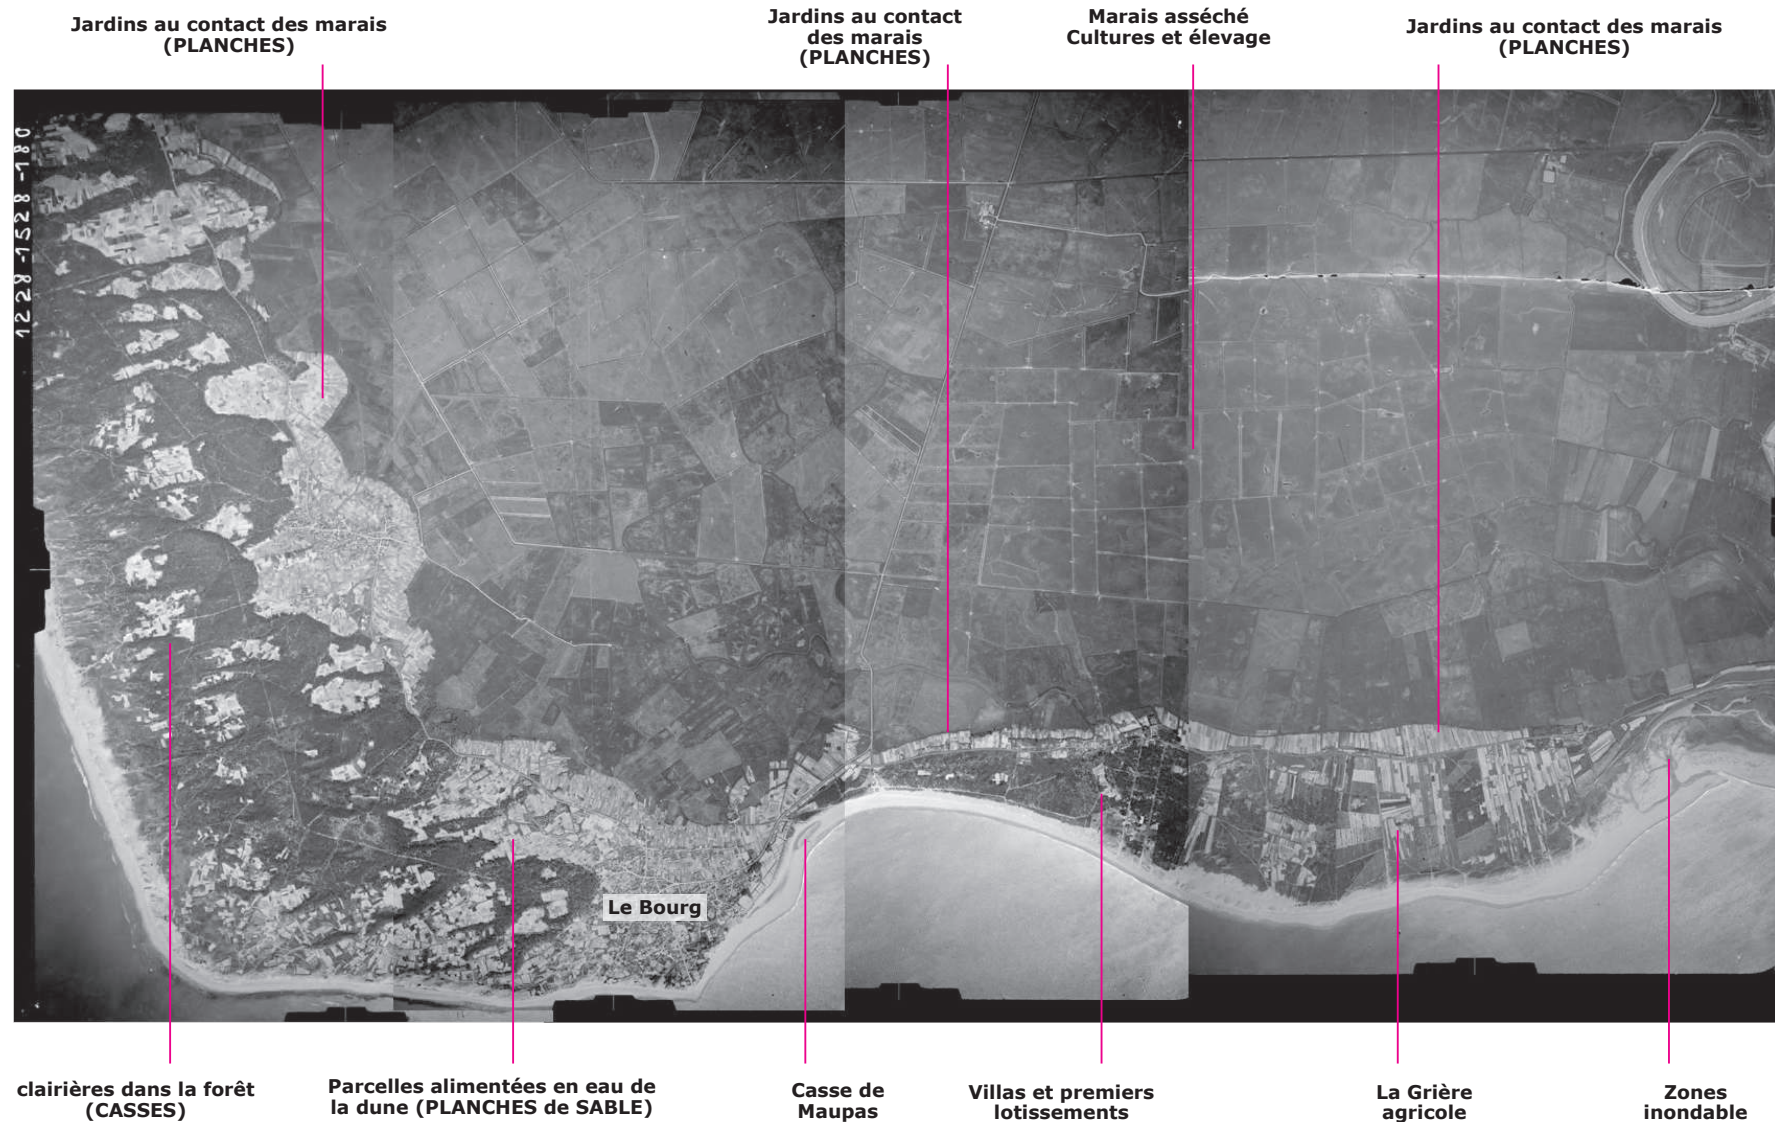 Jardins au contact des marais
(PLANCHES)
Jardins au contact
des marais
(PLANCHES)
Marais asséché
Cultures et élevage
Jardins au contact des marais
(PLANCHES)
1228-1528-180
Le Bourg
clairières dans la forêt
(CASSES)
Parcelles alimentées en eau de
la dune (PLANCHES de SABLE)
Casse de
Maupas
Villas et premiers
lotissements
La Grière
agricole
Zones
inondable